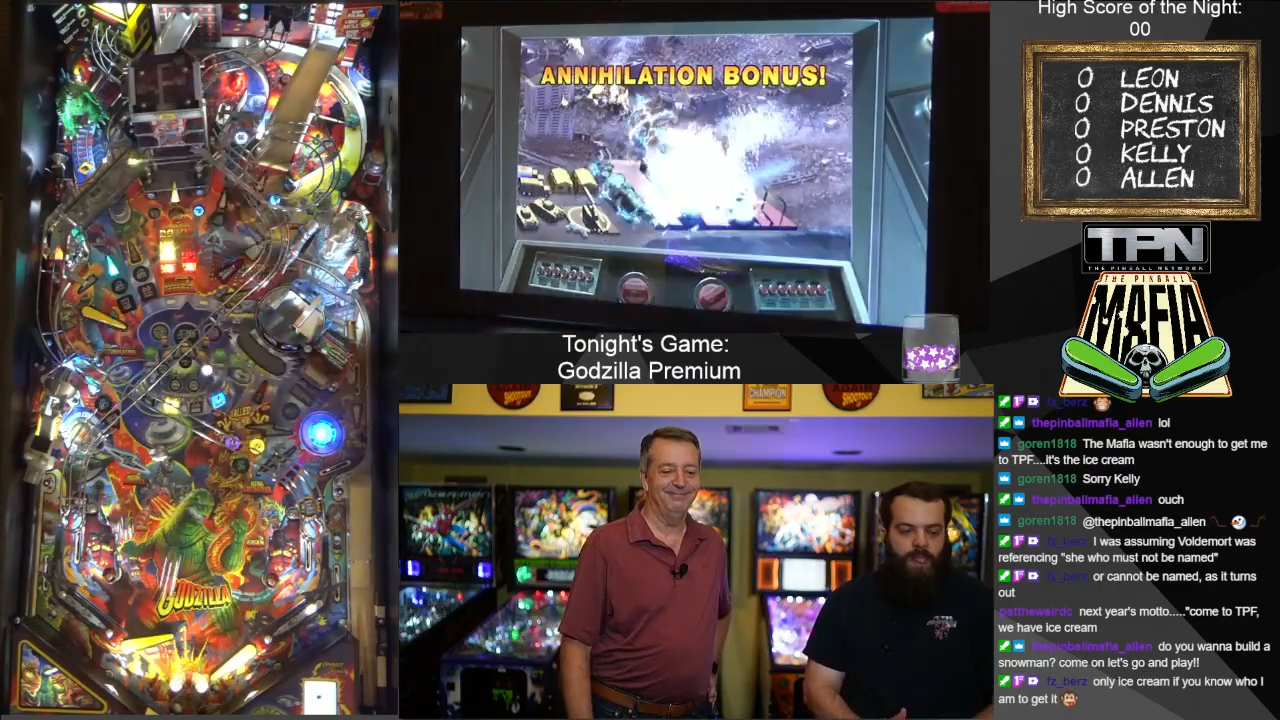 ANNIHILATION BONUS!
High Score of the Night:
00
0 LEON
0 DENNIS
0 PRESTON
0 KELLY
0 ALLEN
TPN
THE PINBALL NETWORK
THE PINBALL
MAFIA
Tonight's Game:
Godzilla Premium
GODZILLA
SHOOTOUT
CHAMPION
SHOOTOUT
fz_berz
thepinballmafia_allen lol
goren1818 The Mafia wasn't enough to get me
to TPF....it's the ice cream
goren1818 Sorry Kelly
thepinballmafia_allen ouch
goren1818 @thepinballmafia_allen
fz_berz I was assuming Voldemort was
referencing "she who must not be named"
fz_berz or cannot be named, as it turns
out
pattheweirdo next year's motto....."come to TPF,
we have ice cream
thepinballmafia_allen do you wanna build a
snowman? come on let's go and play!!
fz_berz only ice cream if you know who I
am to get it